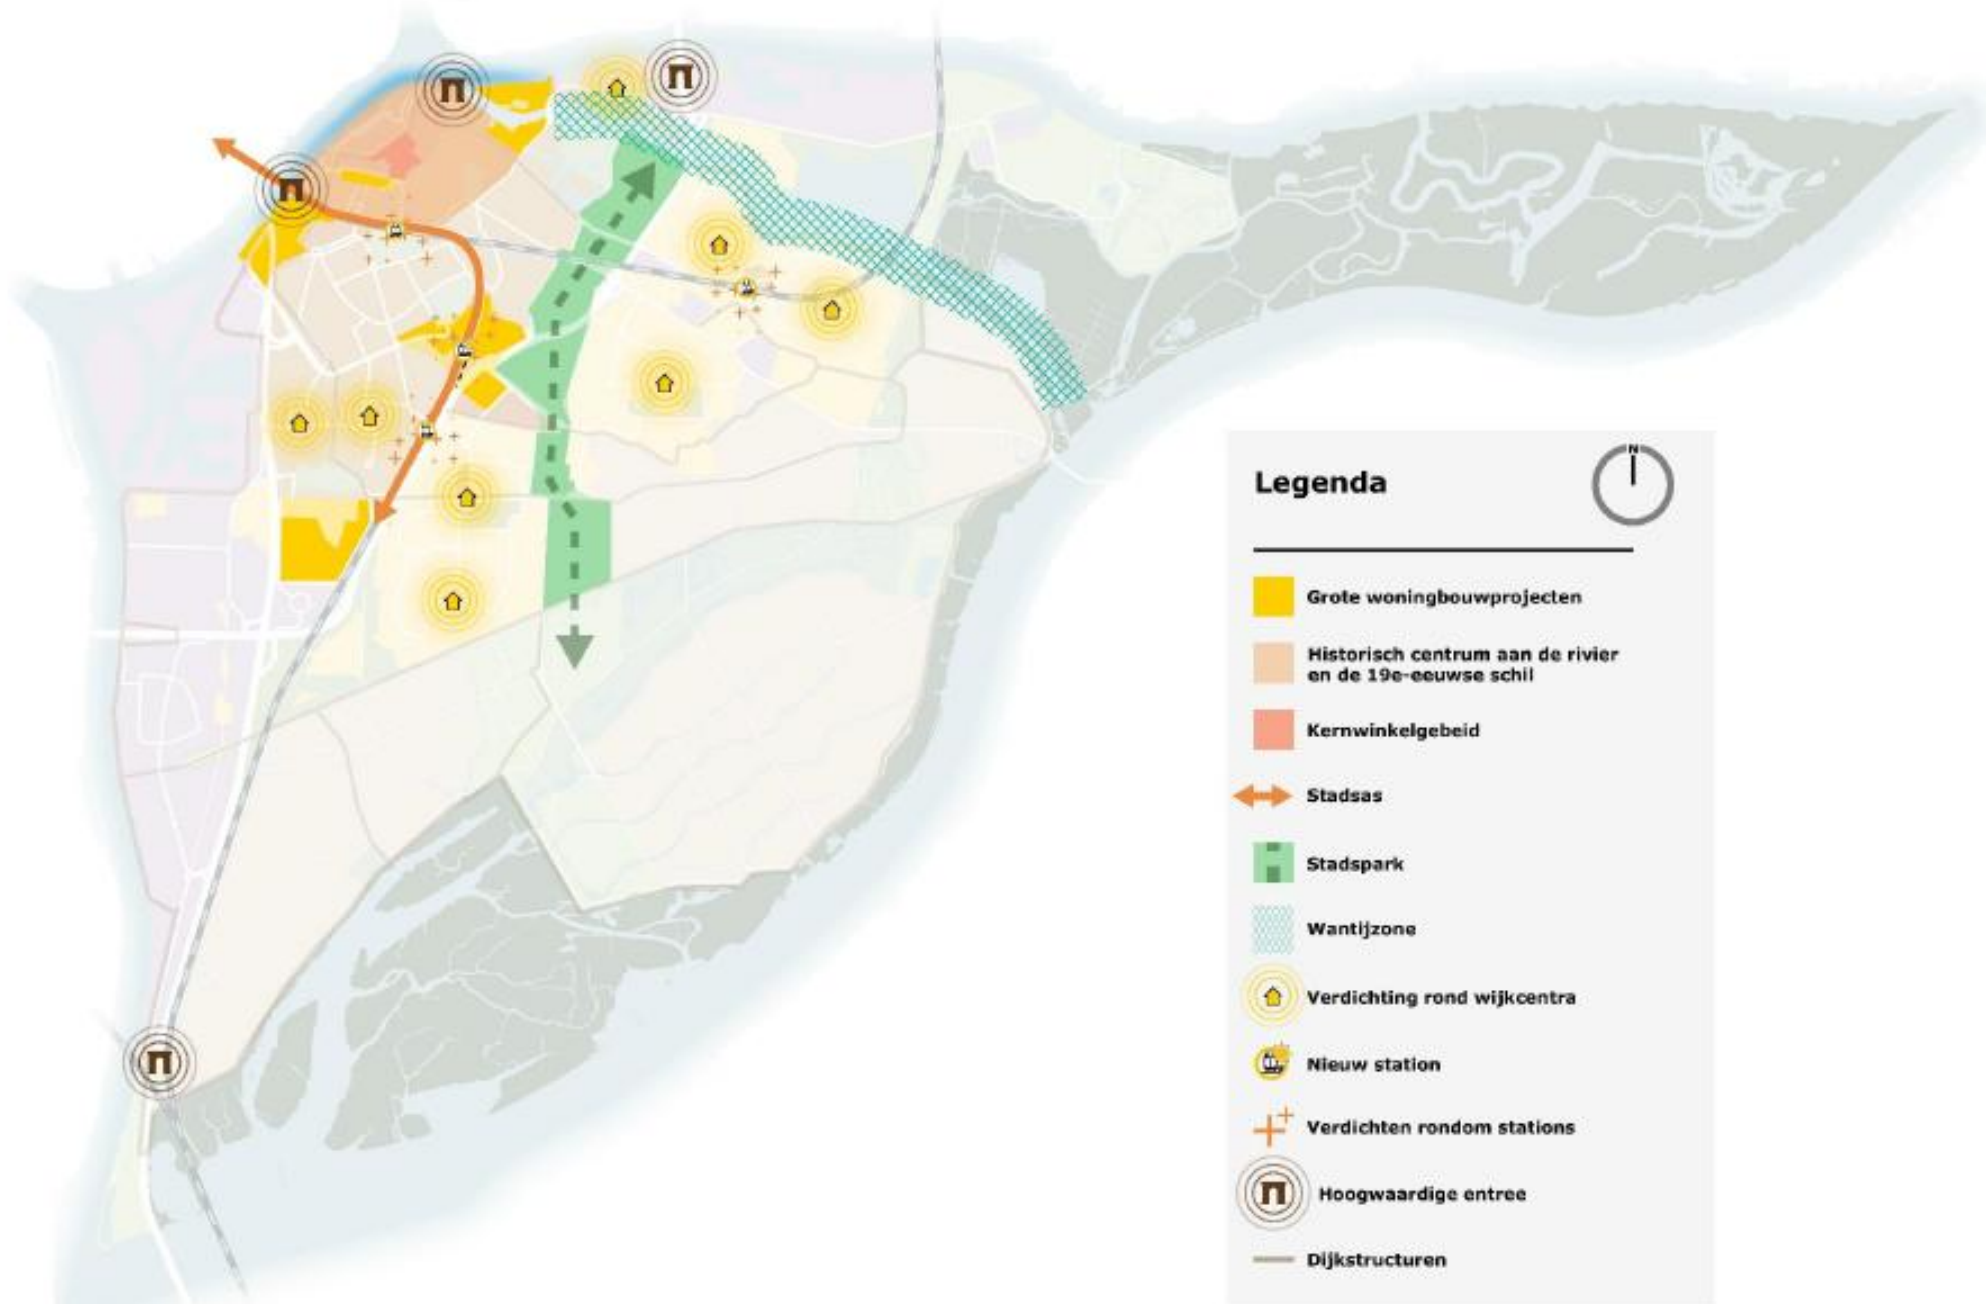 Legenda
N
Grote woningbouwprojecten
Historisch centrum aan de rivier
en de 19e-eeuwse schil
Kernwinkelgebeid
Stadsas
Stadspark
Wantijzone
Verdichting rond wijkcentra
Nieuw station
Verdichten rondom stations
Hoogwaardige entree
Dijkstructuren